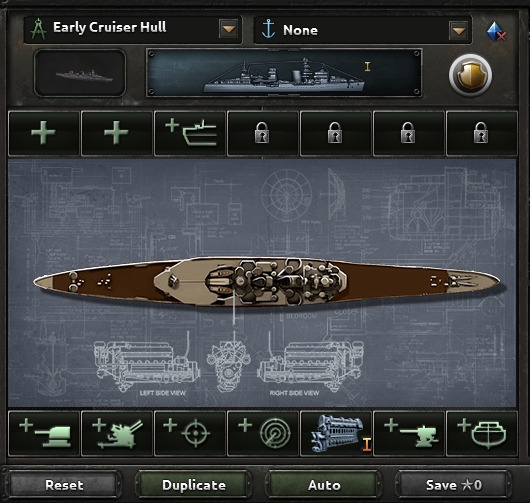 Early Cruiser Hull
None
I
LEFT SIDE VIEW
RIGHT SIDE VIEW
I
Reset
Duplicate
Auto
Save ☆0